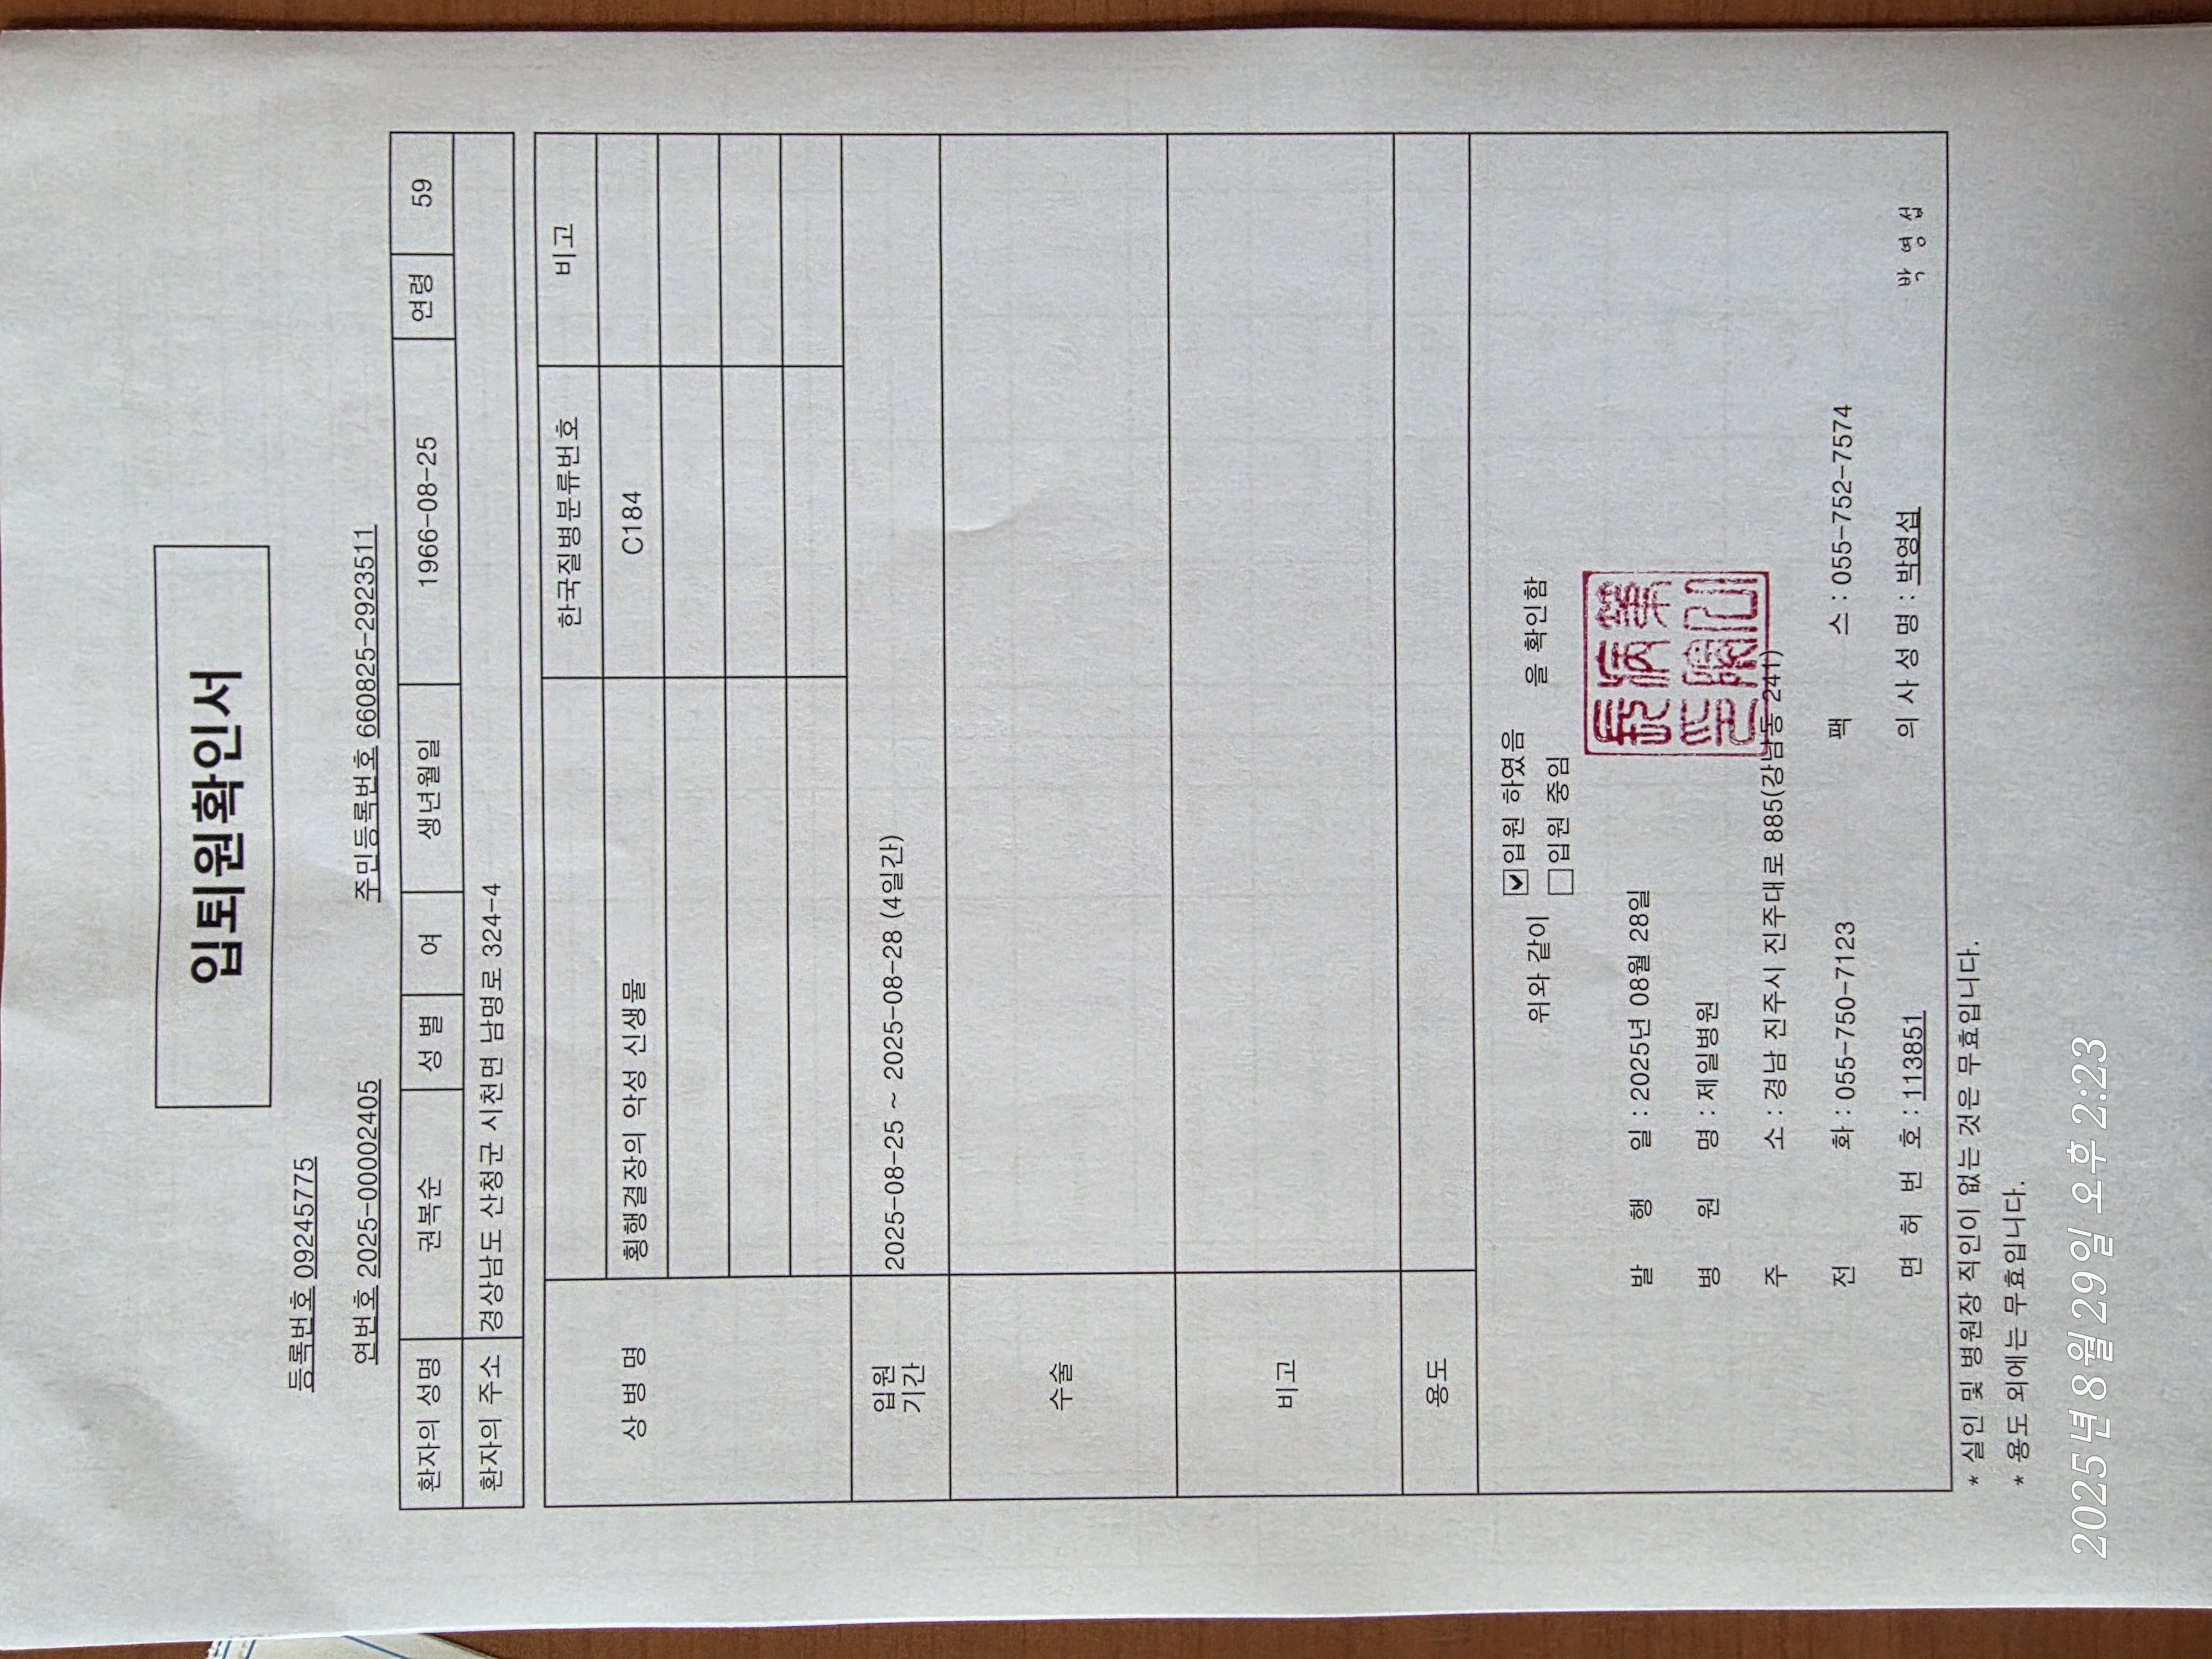 입퇴원확인서
등록번호 09245775
연번호 2025-00002405 주민등록번호 660825-2923511
환자의 성명 권복순 성 별 여 생년월일 1966-08-25 연령 59
환자의 주소 경상남도 산청군 시천면 남명로 324-4
상 병 명 한국질병분류번호 비고
횡행결장의 악성 신생물 C184
입원 기간 2025-08-25 ~ 2025-08-28 (4일간)
수술
비고
용도
위와 같이 입원 하였음 을 확인함
입원 중임
발 행 일 : 2025년 08월 28일
병 원 명 : 제일병원
주 소 : 경남 진주시 진주대로 885(강남동 241)
전 화 : 055-750-7123 팩 스 : 055-752-7574
면 허 번 호 : 113851 의 사 성 명 : 박영섭 박 영 섭
* 실인 및 병원장 직인이 없는 것은 무효입니다.
* 용도 외에는 무효입니다.
2025년 8월 29일 오후 2:23